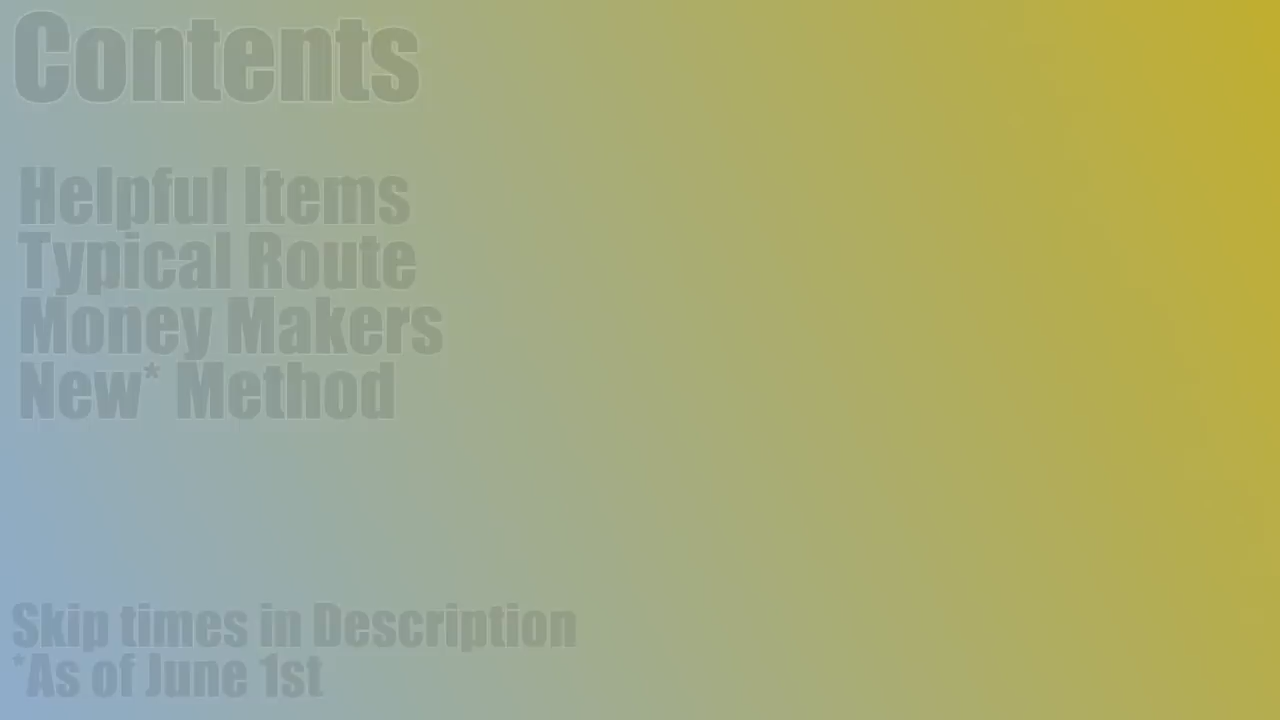 Contents
Helpful Items
Typical Route
Money Makers
New* Method
Skip times in Description
*As of June 1st